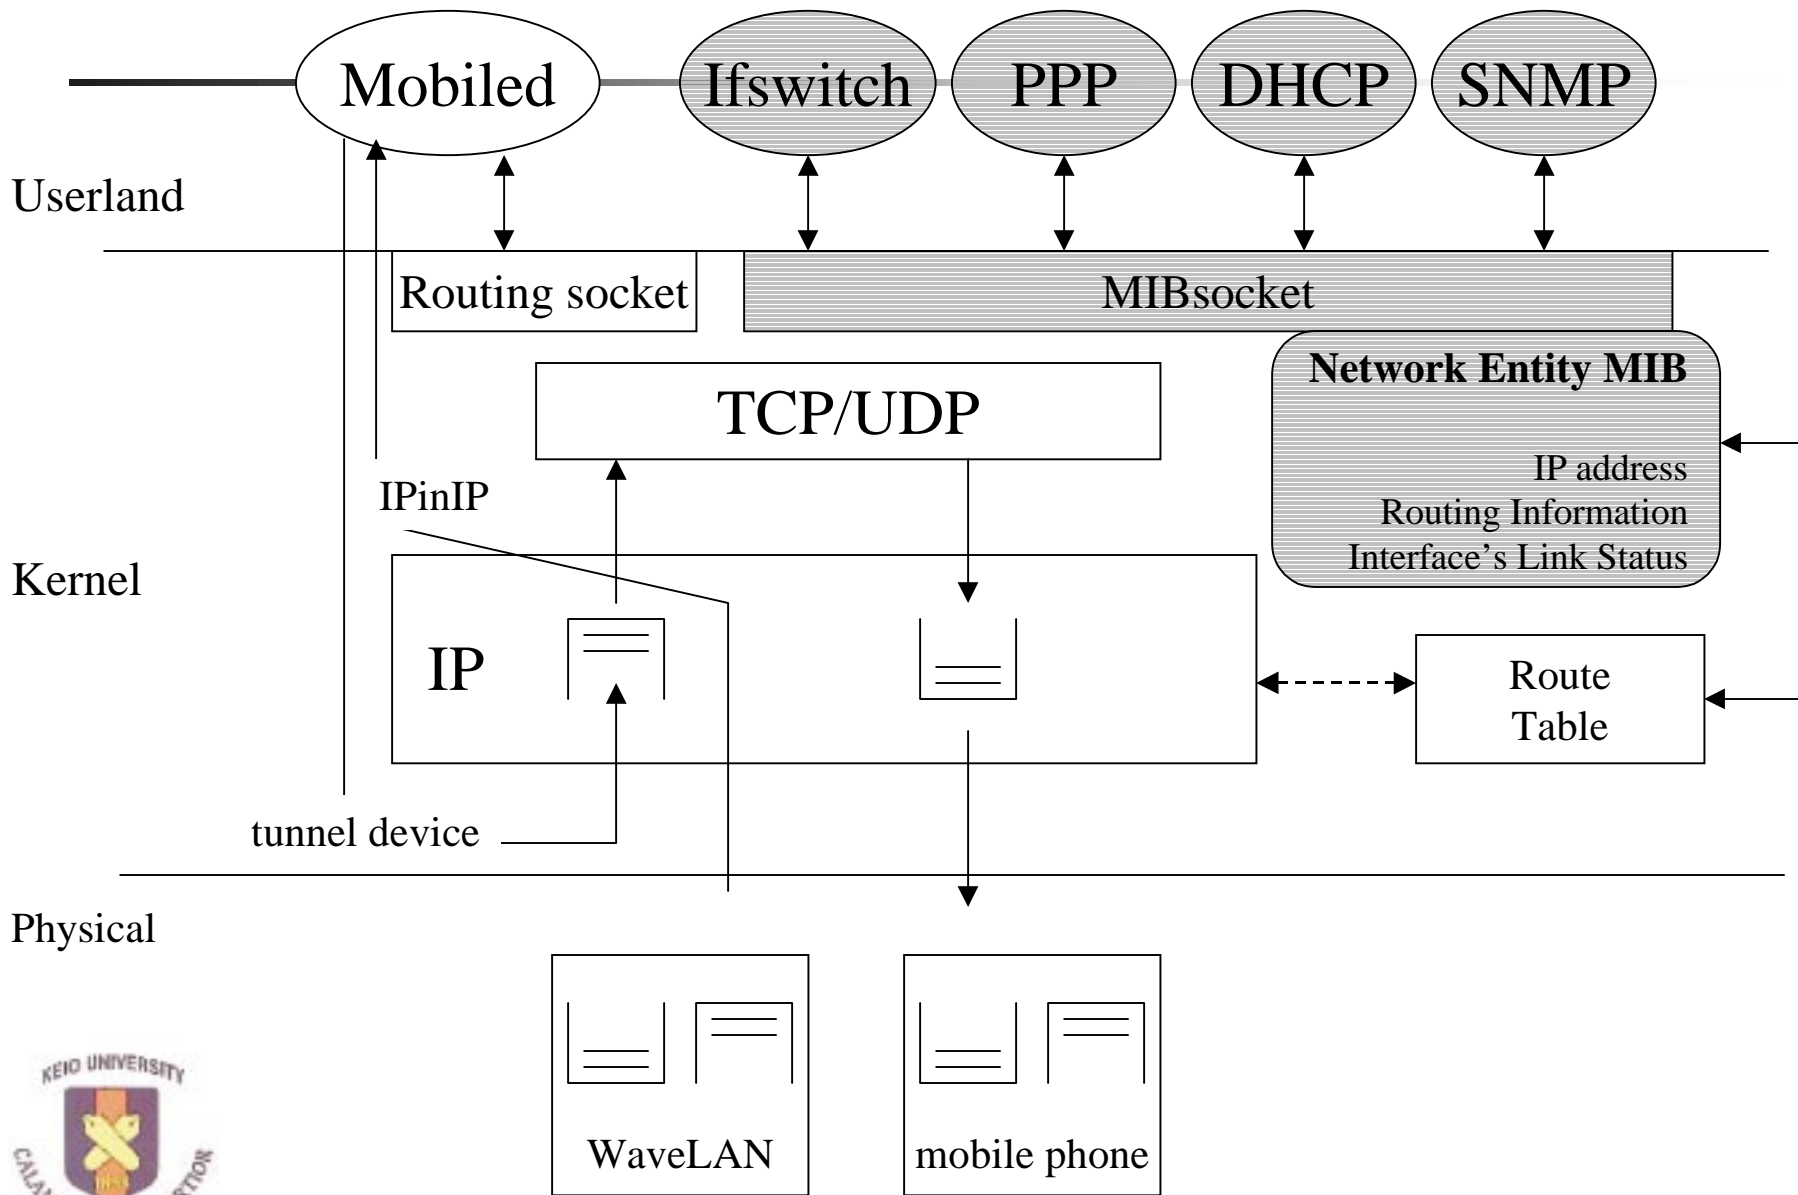 Mobiled
Ifswitch
PPP
DHCP
SNMP
Userland
Routing socket
MIBsocket
Network Entity MIB
TCP/UDP
IP address
IPinIP
Routing Information
Interface's Link Status
Kernel
IP
Route
Table
tunnel device
Physical
KEIO UNIVERSITY
WaveLAN
mobile phone